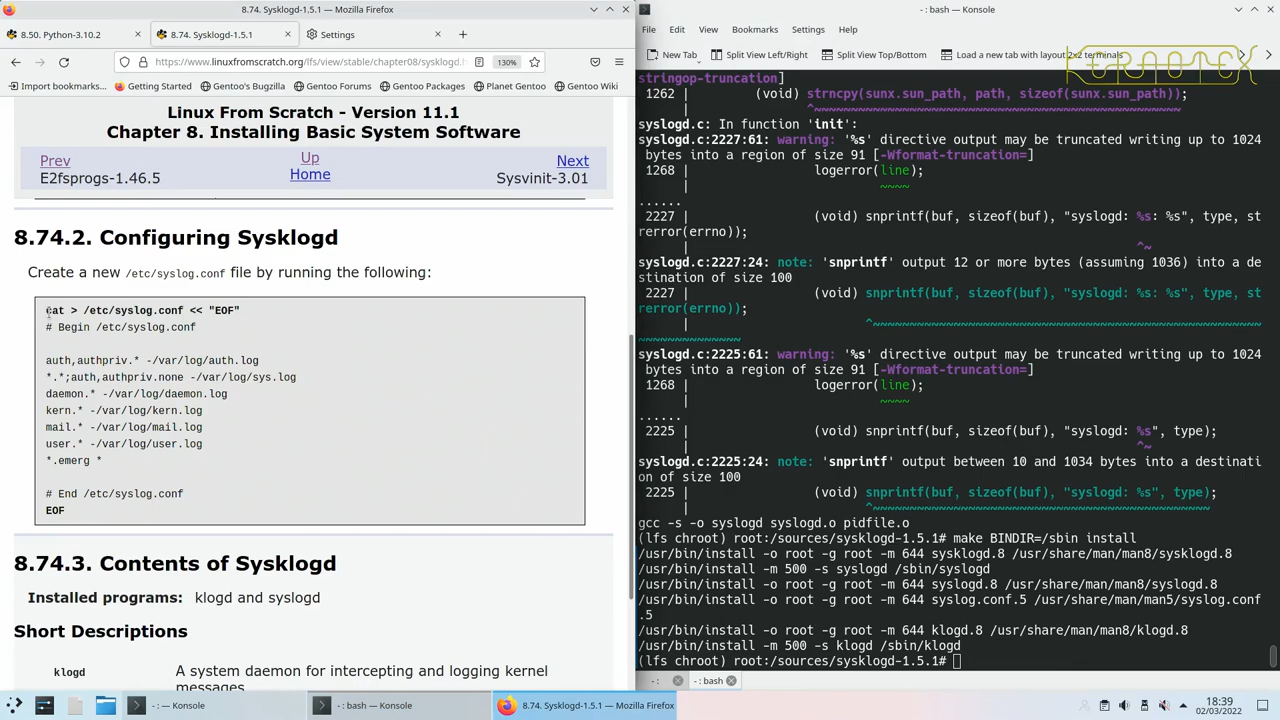 8.74. Sysklogd-1.5.1 — Mozilla Firefox
8.50. Python-3.10.2
8.74. Sysklogd-1.5.1
Settings
https://www.linuxfromscratch.org/lfs/view/stable/chapter08/sysklogd.h
130%
Import bookmarks...
Getting Started
Gentoo's Bugzilla
Gentoo Forums
Gentoo Packages
Planet Gentoo
Gentoo Wiki
Linux From Scratch - Version 11.1
Chapter 8. Installing Basic System Software
Prev
Up
Next
E2fsprogs-1.46.5
Home
Sysvinit-3.01
8.74.2. Configuring Sysklogd
Create a new /etc/syslog.conf file by running the following:
cat > /etc/syslog.conf << "EOF"
# Begin /etc/syslog.conf
auth,authpriv.* -/var/log/auth.log
*.*;auth,authpriv.none -/var/log/sys.log
daemon.* -/var/log/daemon.log
kern.* -/var/log/kern.log
mail.* -/var/log/mail.log
user.* -/var/log/user.log
*.emerg *
# End /etc/syslog.conf
EOF
8.74.3. Contents of Sysklogd
Installed programs: klogd and syslogd
Short Descriptions
klogd
A system daemon for intercepting and logging kernel
messages
- : bash — Konsole
File
Edit
View
Bookmarks
Settings
Help
New Tab
Split View Left/Right
Split View Top/Bottom
Load a new tab with layout 2x2 terminals
KERNOTEX
stringop-truncation]
1262 | (void) strncpy(sunx.sun_path, path, sizeof(sunx.sun_path));
| ^~~~~~~~~~~~~~~~~~~~~~~~~~~~~~~~~~~~~~~~~~~~~~~~~~~
syslogd.c: In function 'init':
syslogd.c:2227:61: warning: '%s' directive output may be truncated writing up to 1024
bytes into a region of size 91 [-Wformat-truncation=]
1268 | logerror(line);
| ~~~~
......
2227 (void) snprintf(buf, sizeof(buf), "syslogd: %s: %s", type, st
rerror(errno));
| ^~
syslogd.c:2227:24: note: 'snprintf' output 12 or more bytes (assuming 1036) into a de
stination of size 100
2227 | (void) snprintf(buf, sizeof(buf), "syslogd: %s: %s", type, st
rerror(errno));
| ^~~~~~~~~~~~~~~~~~~~~~~~~~~~~~~~~~~~~~~~~~~~~~~~~~~~~~~~~~~~~~
~~~~~~~~~~~~~~
syslogd.c:2225:61: warning: '%s' directive output may be truncated writing up to 1024
bytes into a region of size 91 [-Wformat-truncation=]
1268 | logerror(line);
| ~~~~
......
2225 | (void) snprintf(buf, sizeof(buf), "syslogd: %s", type);
| ^~
syslogd.c:2225:24: note: 'snprintf' output between 10 and 1034 bytes into a destinati
on of size 100
2225 | (void) snprintf(buf, sizeof(buf), "syslogd: %s", type);
| ^~~~~~~~~~~~~~~~~~~~~~~~~~~~~~~~~~~~~~~~~~~~~~
gcc -s -o syslogd syslogd.o pidfile.o
(lfs chroot) root:/sources/sysklogd-1.5.1# make BINDIR=/sbin install
/usr/bin/install -o root -g root -m 644 sysklogd.8 /usr/share/man/man8/sysklogd.8
/usr/bin/install -m 500 -s syslogd /sbin/syslogd
/usr/bin/install -o root -g root -m 644 syslogd.8 /usr/share/man/man8/syslogd.8
/usr/bin/install -o root -g root -m 644 syslog.conf.5 /usr/share/man/man5/syslog.conf
.5
/usr/bin/install -o root -g root -m 644 klogd.8 /usr/share/man/man8/klogd.8
/usr/bin/install -m 500 -s klogd /sbin/klogd
(lfs chroot) root:/sources/sysklogd-1.5.1#
- :
- : bash
- : — Konsole
- : bash — Konsole
8.74. Sysklogd-1.5.1 — Mozilla Firefox
18:39
02/03/2022